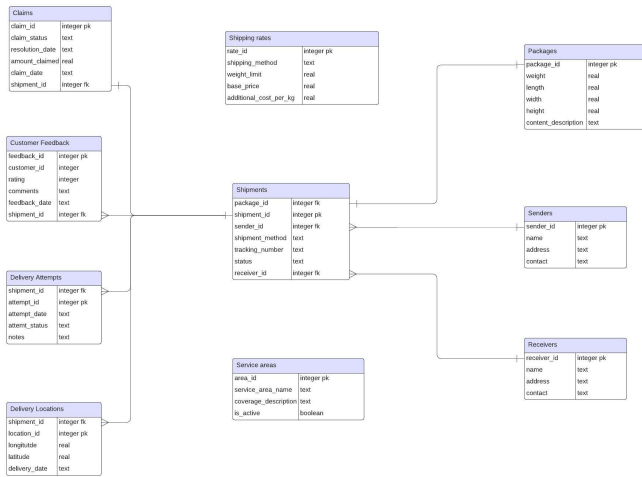 Claims
claim_id integer pk
claim_status text
resolution_date text
amount_claimed real
claim_date text
shipment_id integer fk
Customer Feedback
feedback_id integer pk
customer_id integer
rating integer
comments text
feedback_date text
shipment_id integer fk
Delivery Attempts
shipment_id integer fk
attempt_id integer pk
attempt_date text
attemt_status text
notes text
Delivery Locations
shipment_id integer fk
location_id integer pk
longitutde real
latitude real
delivery_date text
Shipping rates
rate_id integer pk
shipping_method text
weight_limit real
base_price real
additional_cost_per_kg real
Shipments
package_id integer fk
shipment_id integer pk
sender_id integer fk
shipment_method text
tracking_number text
status text
receiver_id integer fk
Service areas
area_id integer pk
service_area_name text
coverage_description text
is_active boolean
Packages
package_id integer pk
weight real
length real
width real
height real
content_description text
Senders
sender_id integer pk
name text
address text
contact text
Receivers
receiver_id integer pk
name text
address text
contact text